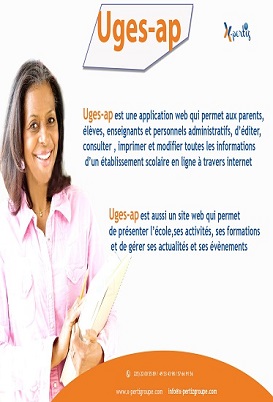 Uges-ap
X-pertiz
Uges-ap est une application web qui permet aux parents,
élèves, enseignants et personnels administratifs, d'éditer,
consulter , imprimer et modifier toutes les informations
d'un établissement scolaire en ligne à travers internet
Uges-ap est aussi un site web qui permet
de présenter l'école,ses activités, ses formations
et de gérer ses actualités et ses évènements
www.x-pertizgroupe.com / info@x-pertizgroupe.com